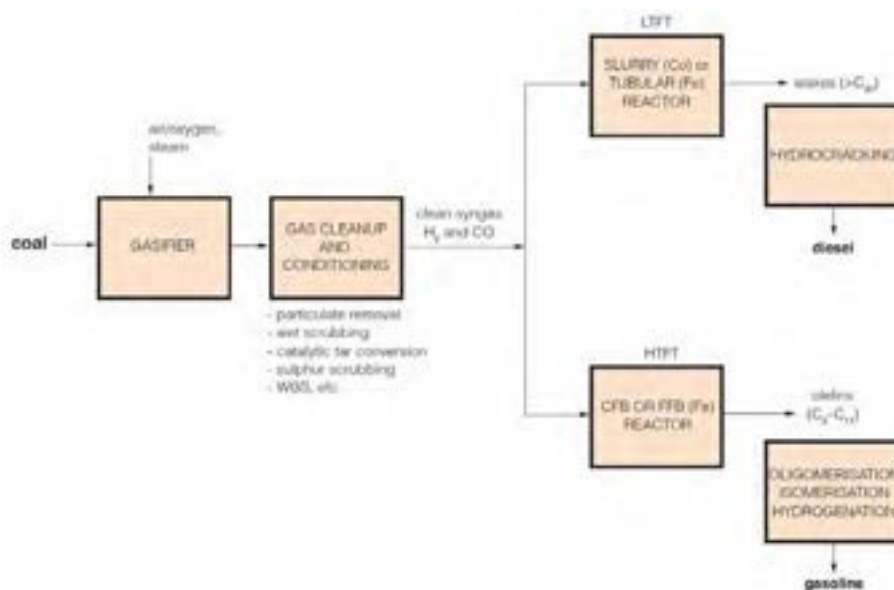 LTFT
SLURRY (Co) or
TUBULAR (Fe)
REACTOR
waxes (>C
HYDROCRACKING
diesel
air/oxygen,
steam
coal
GASIFIER
GAS CLEANUP
AND
CONDITIONING
- particulate removal
- wet scrubbing
- catalytic tar conversion
- sulphur scrubbing
- WGS, etc
clean syngas
H₂ and CO
HTFT
CFB OR FFB (Fe)
REACTOR
olefins
OLIGOMERISATION
ISOMERISATION
HYDROGENATION
gasoline